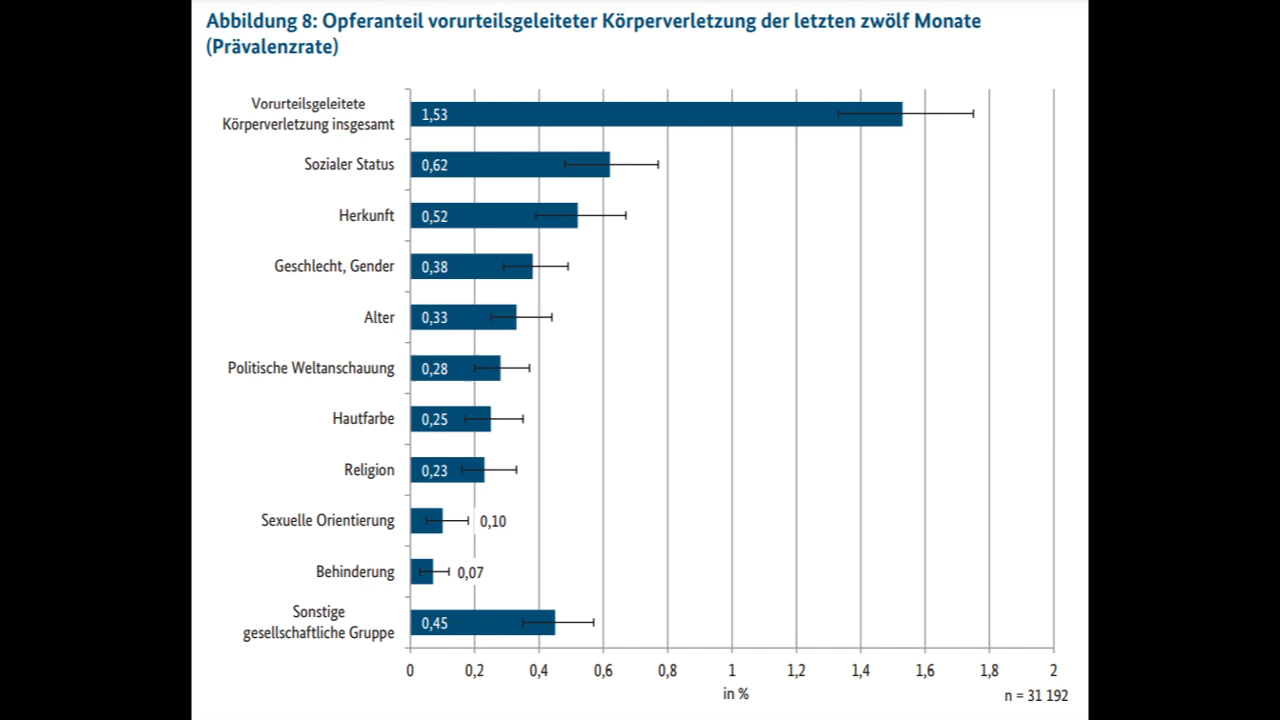 Abbildung 8: Opferanteil vorurteilsgeleiteter Körperverletzung der letzten zwölf Monate
(Prävalenzrate)
Vorurteilsgeleitete
Körperverletzung insgesamt
1,53
Sozialer Status
0,62
Herkunft
0,52
Geschlecht, Gender
0,38
Alter
0,33
Politische Weltanschauung
0,28
Hautfarbe
0,25
Religion
0,23
Sexuelle Orientierung
0,10
Behinderung
0,07
Sonstige
gesellschaftliche Gruppe
0,45
0 0,2 0,4 0,6 0,8 1 1,2 1,4 1,6 1,8 2
in %
n = 31 192